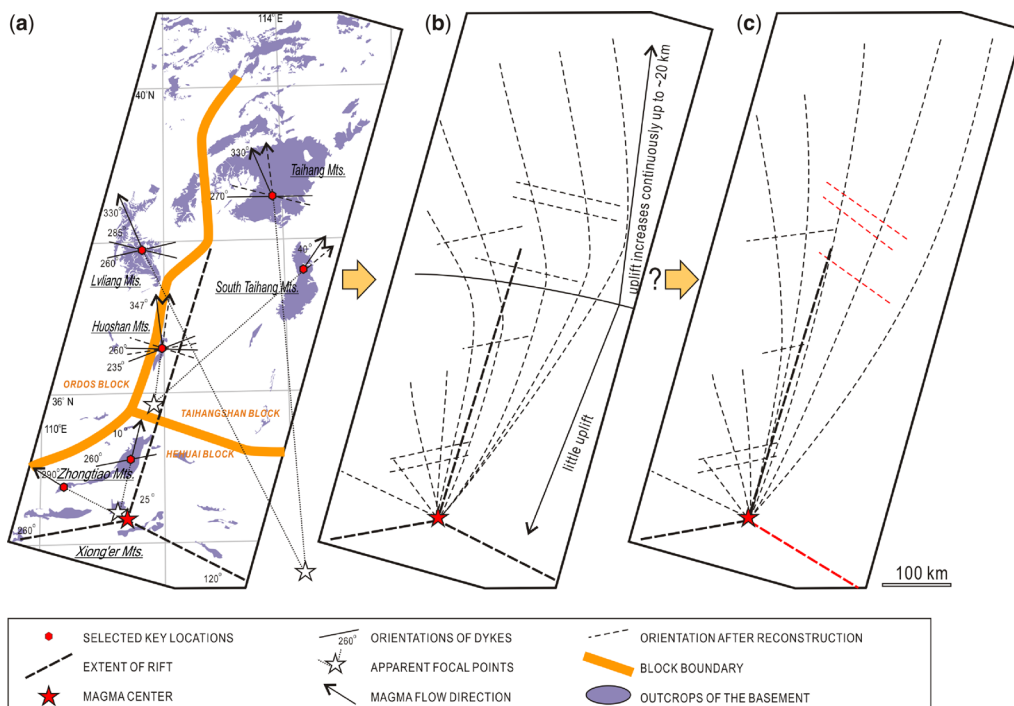 (a)
114° E
40°N
330°
Taihang Mts.
270°
330°
285°
260°
Lvliang Mts.
40°
South Taihang Mts.
347°
Huoshan Mts.
260°
235°
ORDOS BLOCK
36° N
TAIHANGSHAN BLOCK
110°E
10°
HEHUAI BLOCK
260°
290°
Zhongtiao Mts.
25°
260°
Xiong'er Mts.
120°
(b)
uplift increases continuously up to ~20 km
little uplift
?
(c)
100 km
SELECTED KEY LOCATIONS
ORIENTATIONS OF DYKES
ORIENTATION AFTER RECONSTRUCTION
EXTENT OF RIFT
260°
APPARENT FOCAL POINTS
BLOCK BOUNDARY
MAGMA CENTER
MAGMA FLOW DIRECTION
OUTCROPS OF THE BASEMENT